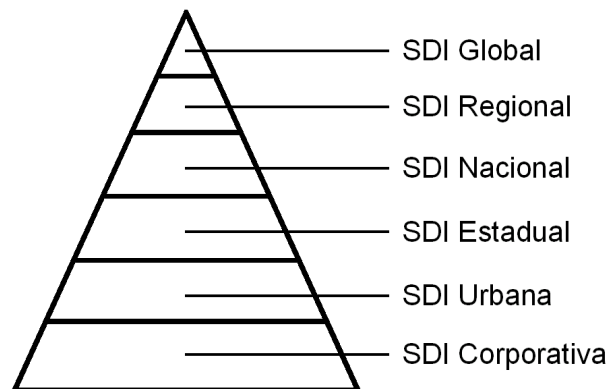 SDI Global
SDI Regional
SDI Nacional
SDI Estadual
SDI Urbana
SDI Corporativa